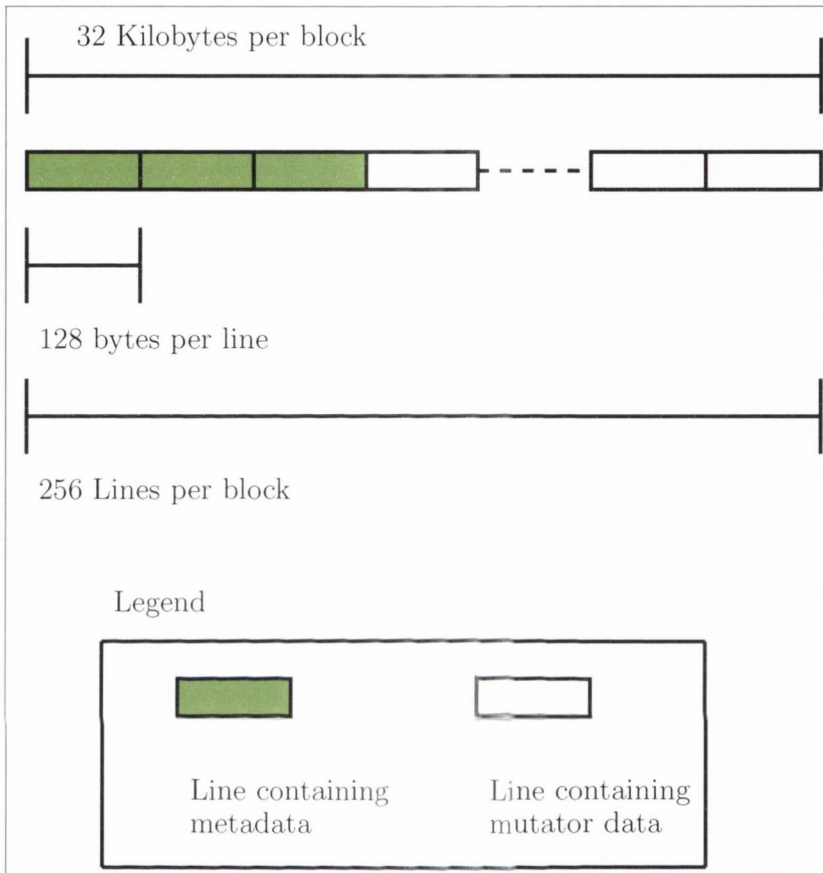 32 Kilobytes per block
128 bytes per line
256 Lines per block
Legend
Line containing
metadata
Line containing
mutator data